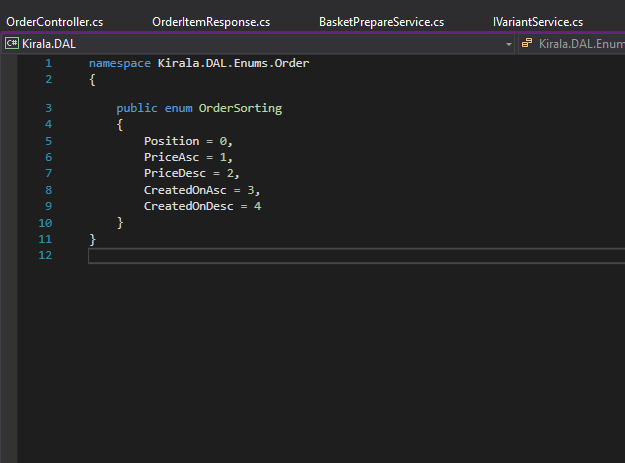 OrderController.cs OrderItemResponse.cs BasketPrepareService.cs IVariantService.cs
C# Kirala.DAL Kirala.DAL.Enum
1 namespace Kirala.DAL.Enums.Order
2 {
3 public enum OrderSorting
4 {
5 Position = 0,
6 PriceAsc = 1,
7 PriceDesc = 2,
8 CreatedOnAsc = 3,
9 CreatedOnDesc = 4
10 }
11 }
12